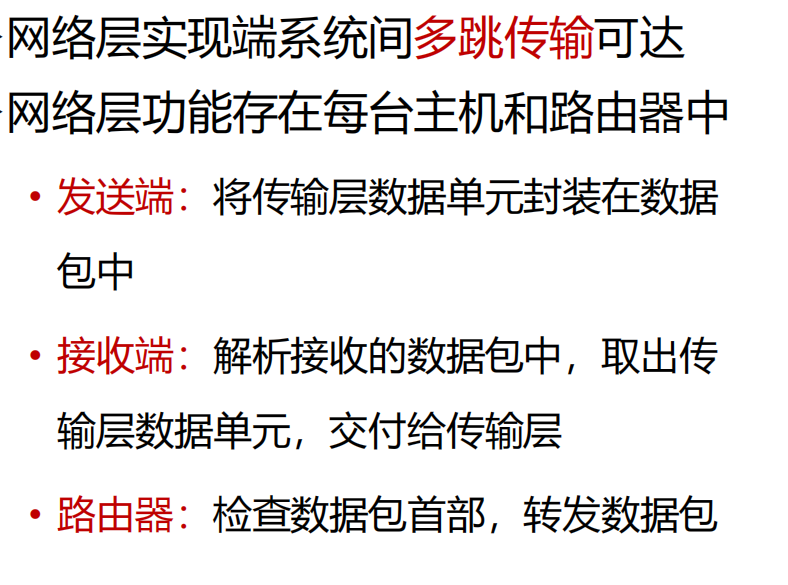 网络层实现端系统间多跳传输可达
网络层功能存在每台主机和路由器中
• 发送端：将传输层数据单元封装在数据
包中
• 接收端：解析接收的数据包中，取出传
输层数据单元，交付给传输层
• 路由器：检查数据包首部，转发数据包